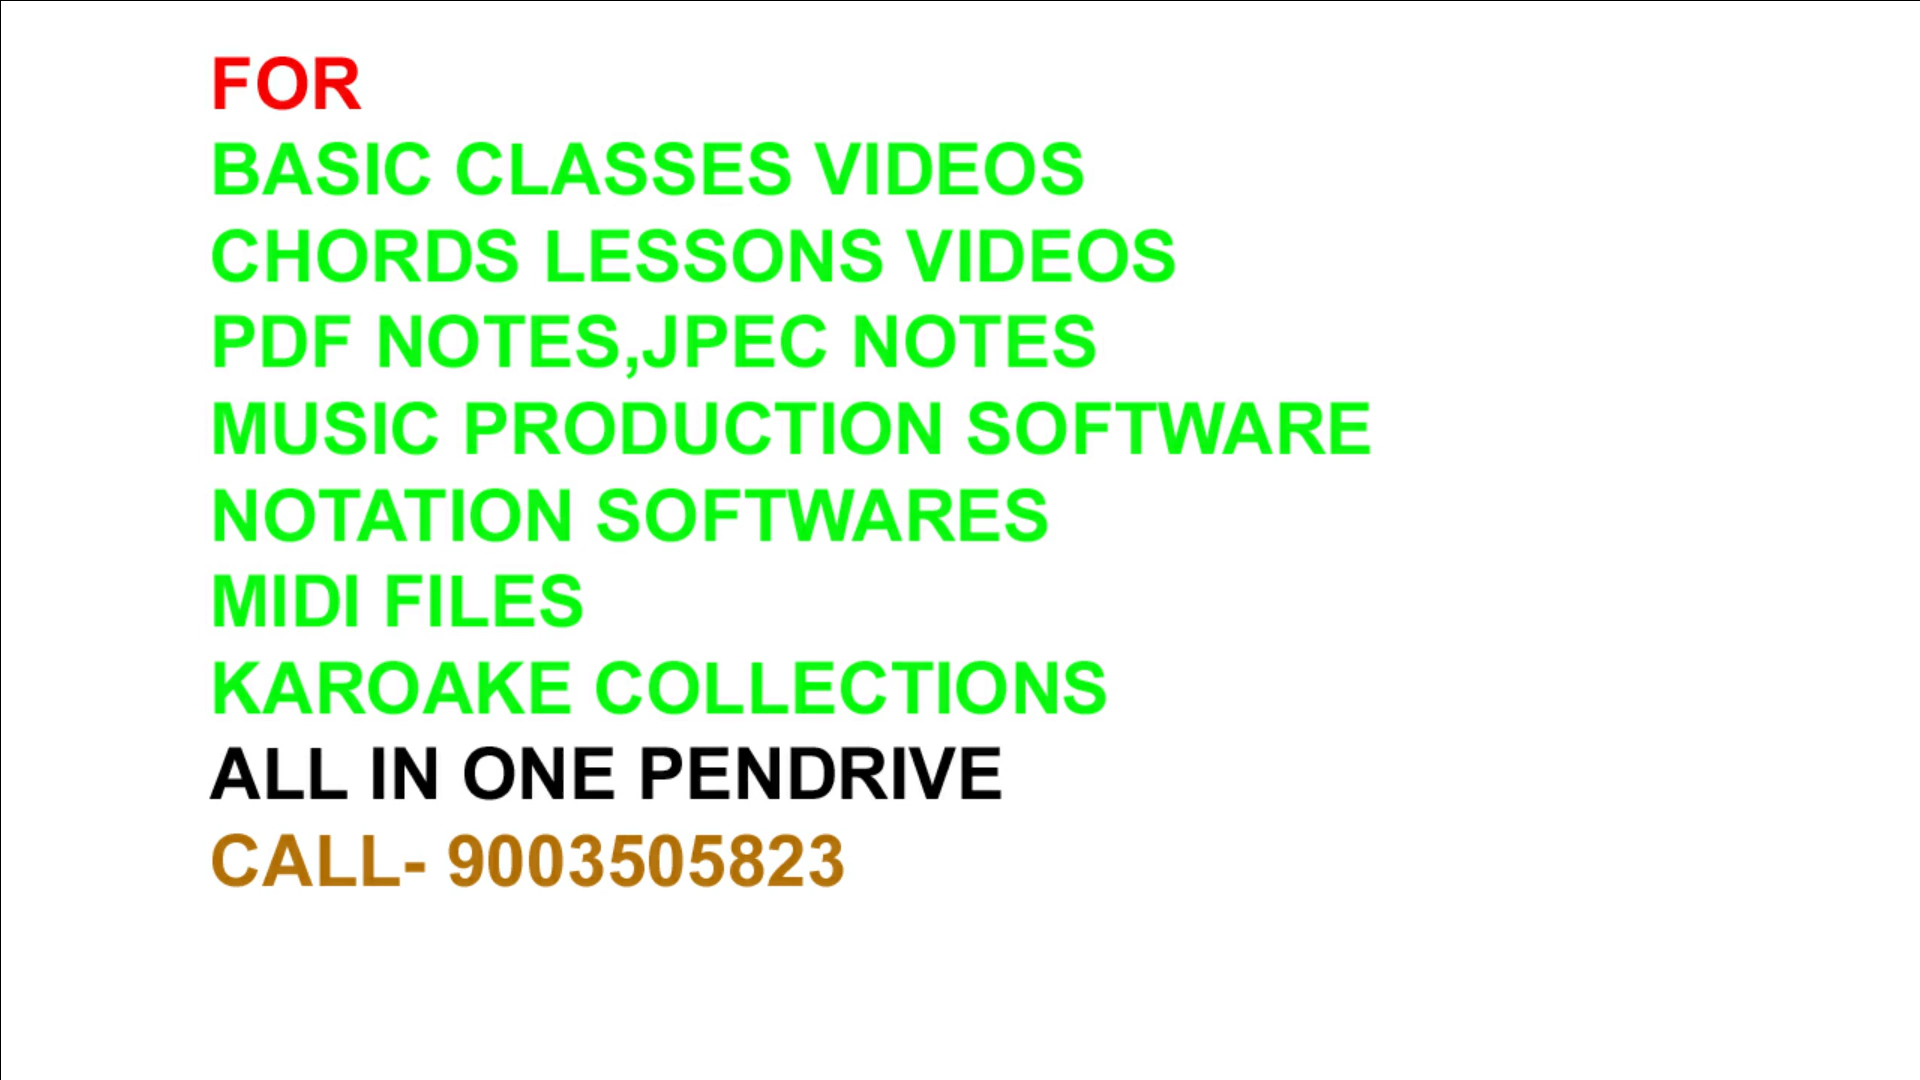 FOR
BASIC CLASSES VIDEOS
CHORDS LESSONS VIDEOS
PDF NOTES,JPEC NOTES
MUSIC PRODUCTION SOFTWARE
NOTATION SOFTWARES
MIDI FILES
KAROAKE COLLECTIONS
ALL IN ONE PENDRIVE
CALL- 9003505823